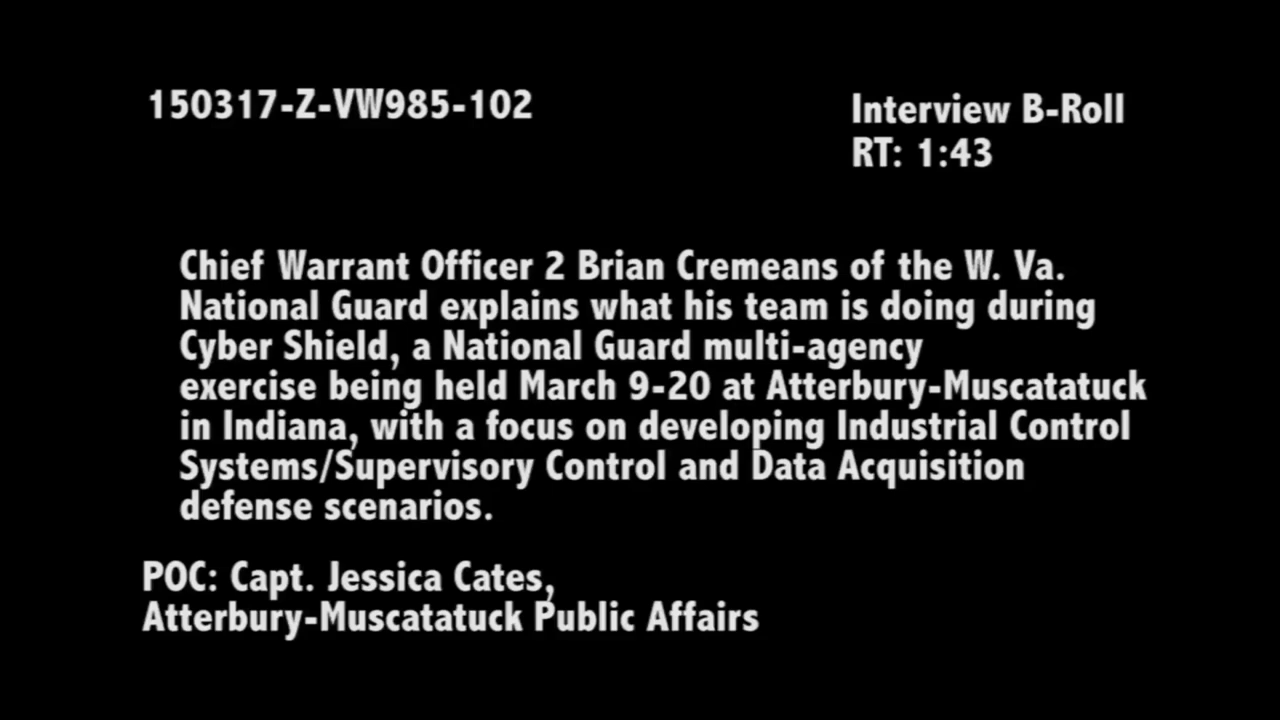 150317-Z-VW985-102
Interview B-Roll
RT: 1:43
Chief Warrant Officer 2 Brian Cremeans of the W. Va.
National Guard explains what his team is doing during
Cyber Shield, a National Guard multi-agency
exercise being held March 9-20 at Atterbury-Muscatatuck
in Indiana, with a focus on developing Industrial Control
Systems/Supervisory Control and Data Acquisition
defense scenarios.
POC: Capt. Jessica Cates,
Atterbury-Muscatatuck Public Affairs